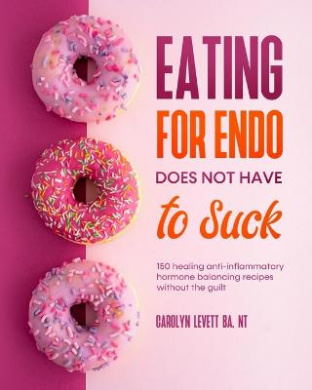 EATING
FOR ENDO
DOES NOT HAVE
to Suck
150 healing anti-inflammatory
hormone balancing recipes
without the guilt
CAROLYN LEVETT BA, NT